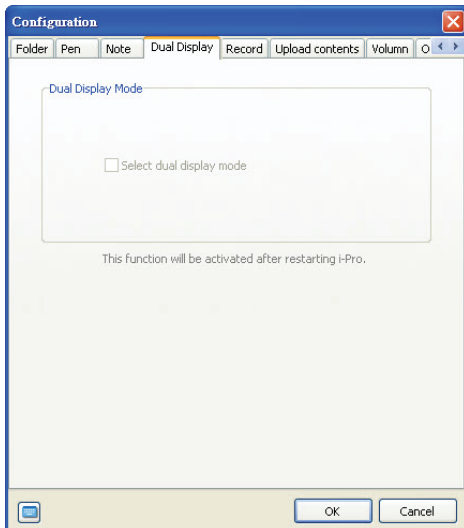 Configuration
Folder Pen Note Dual Display Record Upload contents Volumn O
Dual Display Mode
Select dual display mode
This function will be activated after restarting i-Pro.
OK Cancel